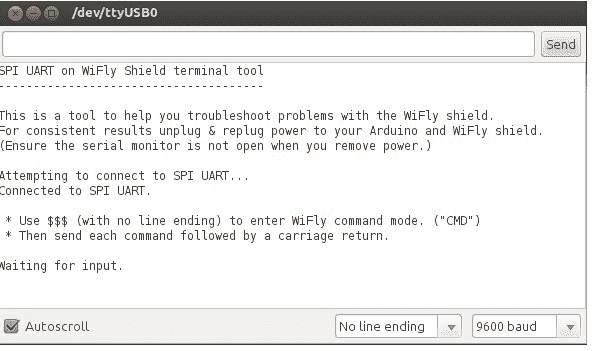 /dev/ttyUSB0
Send
SPI UART on WiFly Shield terminal tool
--------------------------------------
This is a tool to help you troubleshoot problems with the WiFly shield.
For consistent results unplug & replug power to your Arduino and WiFly shield.
(Ensure the serial monitor is not open when you remove power.)
Attempting to connect to SPI UART...
Connected to SPI UART.
* Use $$$ (with no line ending) to enter WiFly command mode. ("CMD")
* Then send each command followed by a carriage return.
Waiting for input.
Autoscroll No line ending 9600 baud